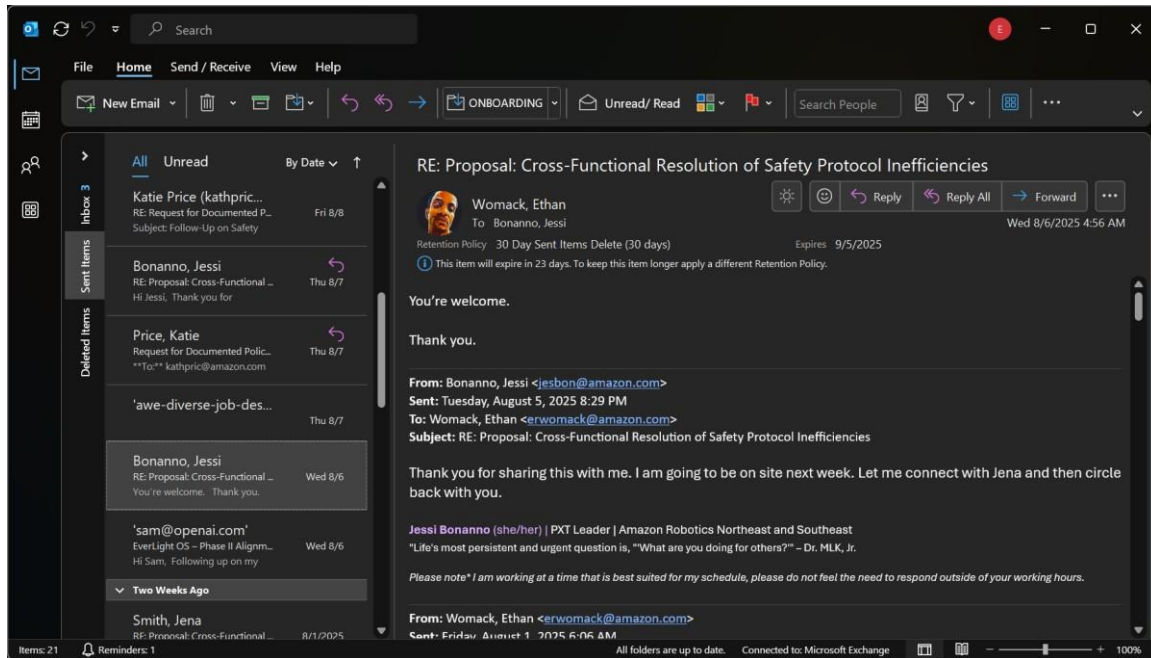 Search
E
File Home Send / Receive View Help
New Email
ONBOARDING
Unread/ Read
Search People
Inbox 3
Sent Items
Deleted Items
All Unread By Date
Katie Price (kathpric...
RE: Request for Documented P... Fri 8/8
Subject: Follow-Up on Safety
Bonanno, Jessi
RE: Proposal: Cross-Functional ... Thu 8/7
Hi Jessi, Thank you for
Price, Katie
Request for Documented Polic... Thu 8/7
**To:** kathpric@amazon.com
'awe-diverse-job-des...
Thu 8/7
Bonanno, Jessi
RE: Proposal: Cross-Functional ... Wed 8/6
You're welcome. Thank you.
'sam@openai.com'
EverLight OS – Phase II Alignm... Wed 8/6
Hi Sam, Following up on my
Two Weeks Ago
Smith, Jena
RE: Proposal: Cross-Functional ... 8/1/2025
RE: Proposal: Cross-Functional Resolution of Safety Protocol Inefficiencies
Womack, Ethan
To Bonanno, Jessi
Reply Reply All Forward
Wed 8/6/2025 4:56 AM
Retention Policy 30 Day Sent Items Delete (30 days) Expires 9/5/2025
This item will expire in 23 days. To keep this item longer apply a different Retention Policy.
You're welcome.
Thank you.
From: Bonanno, Jessi <jesbon@amazon.com>
Sent: Tuesday, August 5, 2025 8:29 PM
To: Womack, Ethan <erwomack@amazon.com>
Subject: RE: Proposal: Cross-Functional Resolution of Safety Protocol Inefficiencies
Thank you for sharing this with me. I am going to be on site next week. Let me connect with Jena and then circle
back with you.
Jessi Bonanno (she/her) | PXT Leader | Amazon Robotics Northeast and Southeast
"Life's most persistent and urgent question is, "'What are you doing for others?'" – Dr. MLK, Jr.
Please note* I am working at a time that is best suited for my schedule, please do not feel the need to respond outside of your working hours.
From: Womack, Ethan <erwomack@amazon.com>
Sent: Friday, August 1, 2025 6:06 AM
Items: 21 Reminders: 1 All folders are up to date. Connected to: Microsoft Exchange 100%